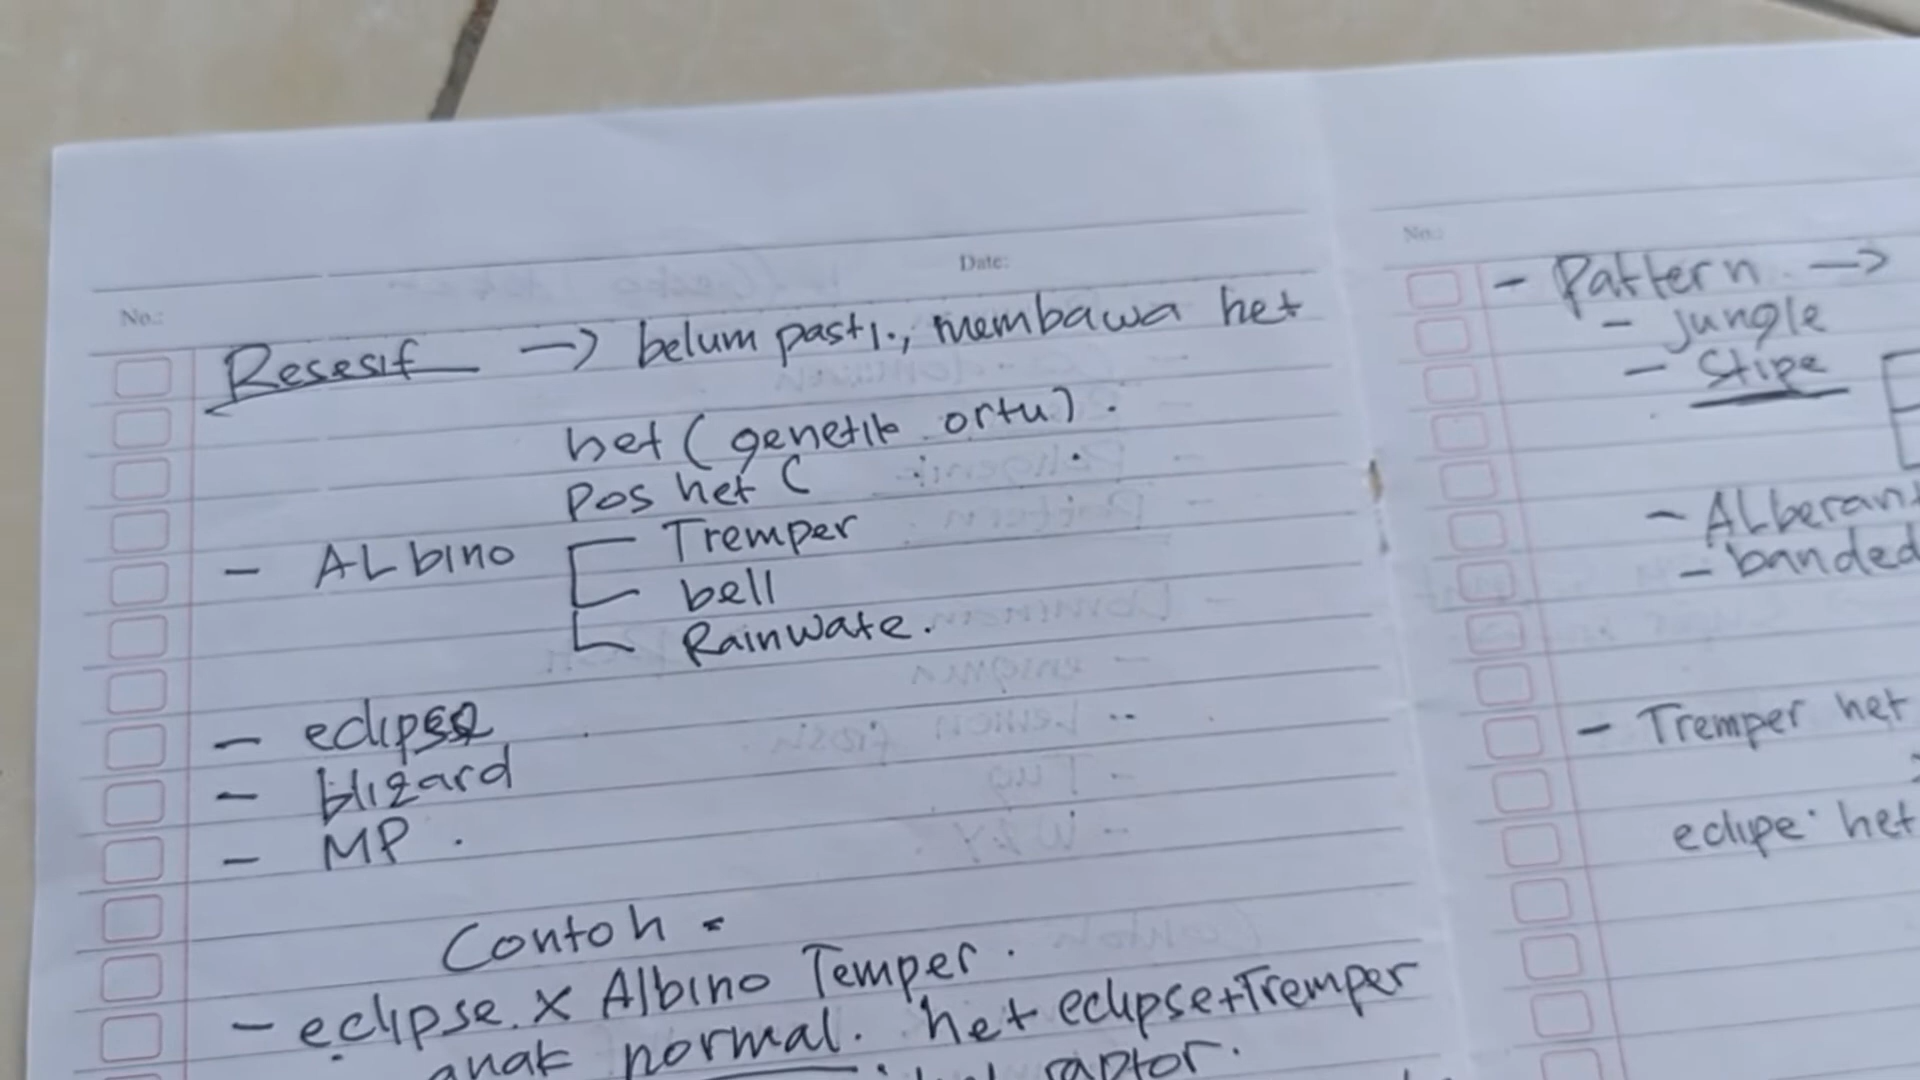 Date:
No.:
Resesif → belum pasti., membawa het
het (genetik ortu).
pos het (
- ALbino
Tremper
bell
Rainwate.
- eclipse
- blizard
- MP.
Contoh -
- eclipse. x Albino Temper.
anak normal. het eclipse+Tremper
raptor.
No.:
- Pattern. →
- jungle
- Stipe
- ALberant
- banded
- Tremper het
eclipe. het